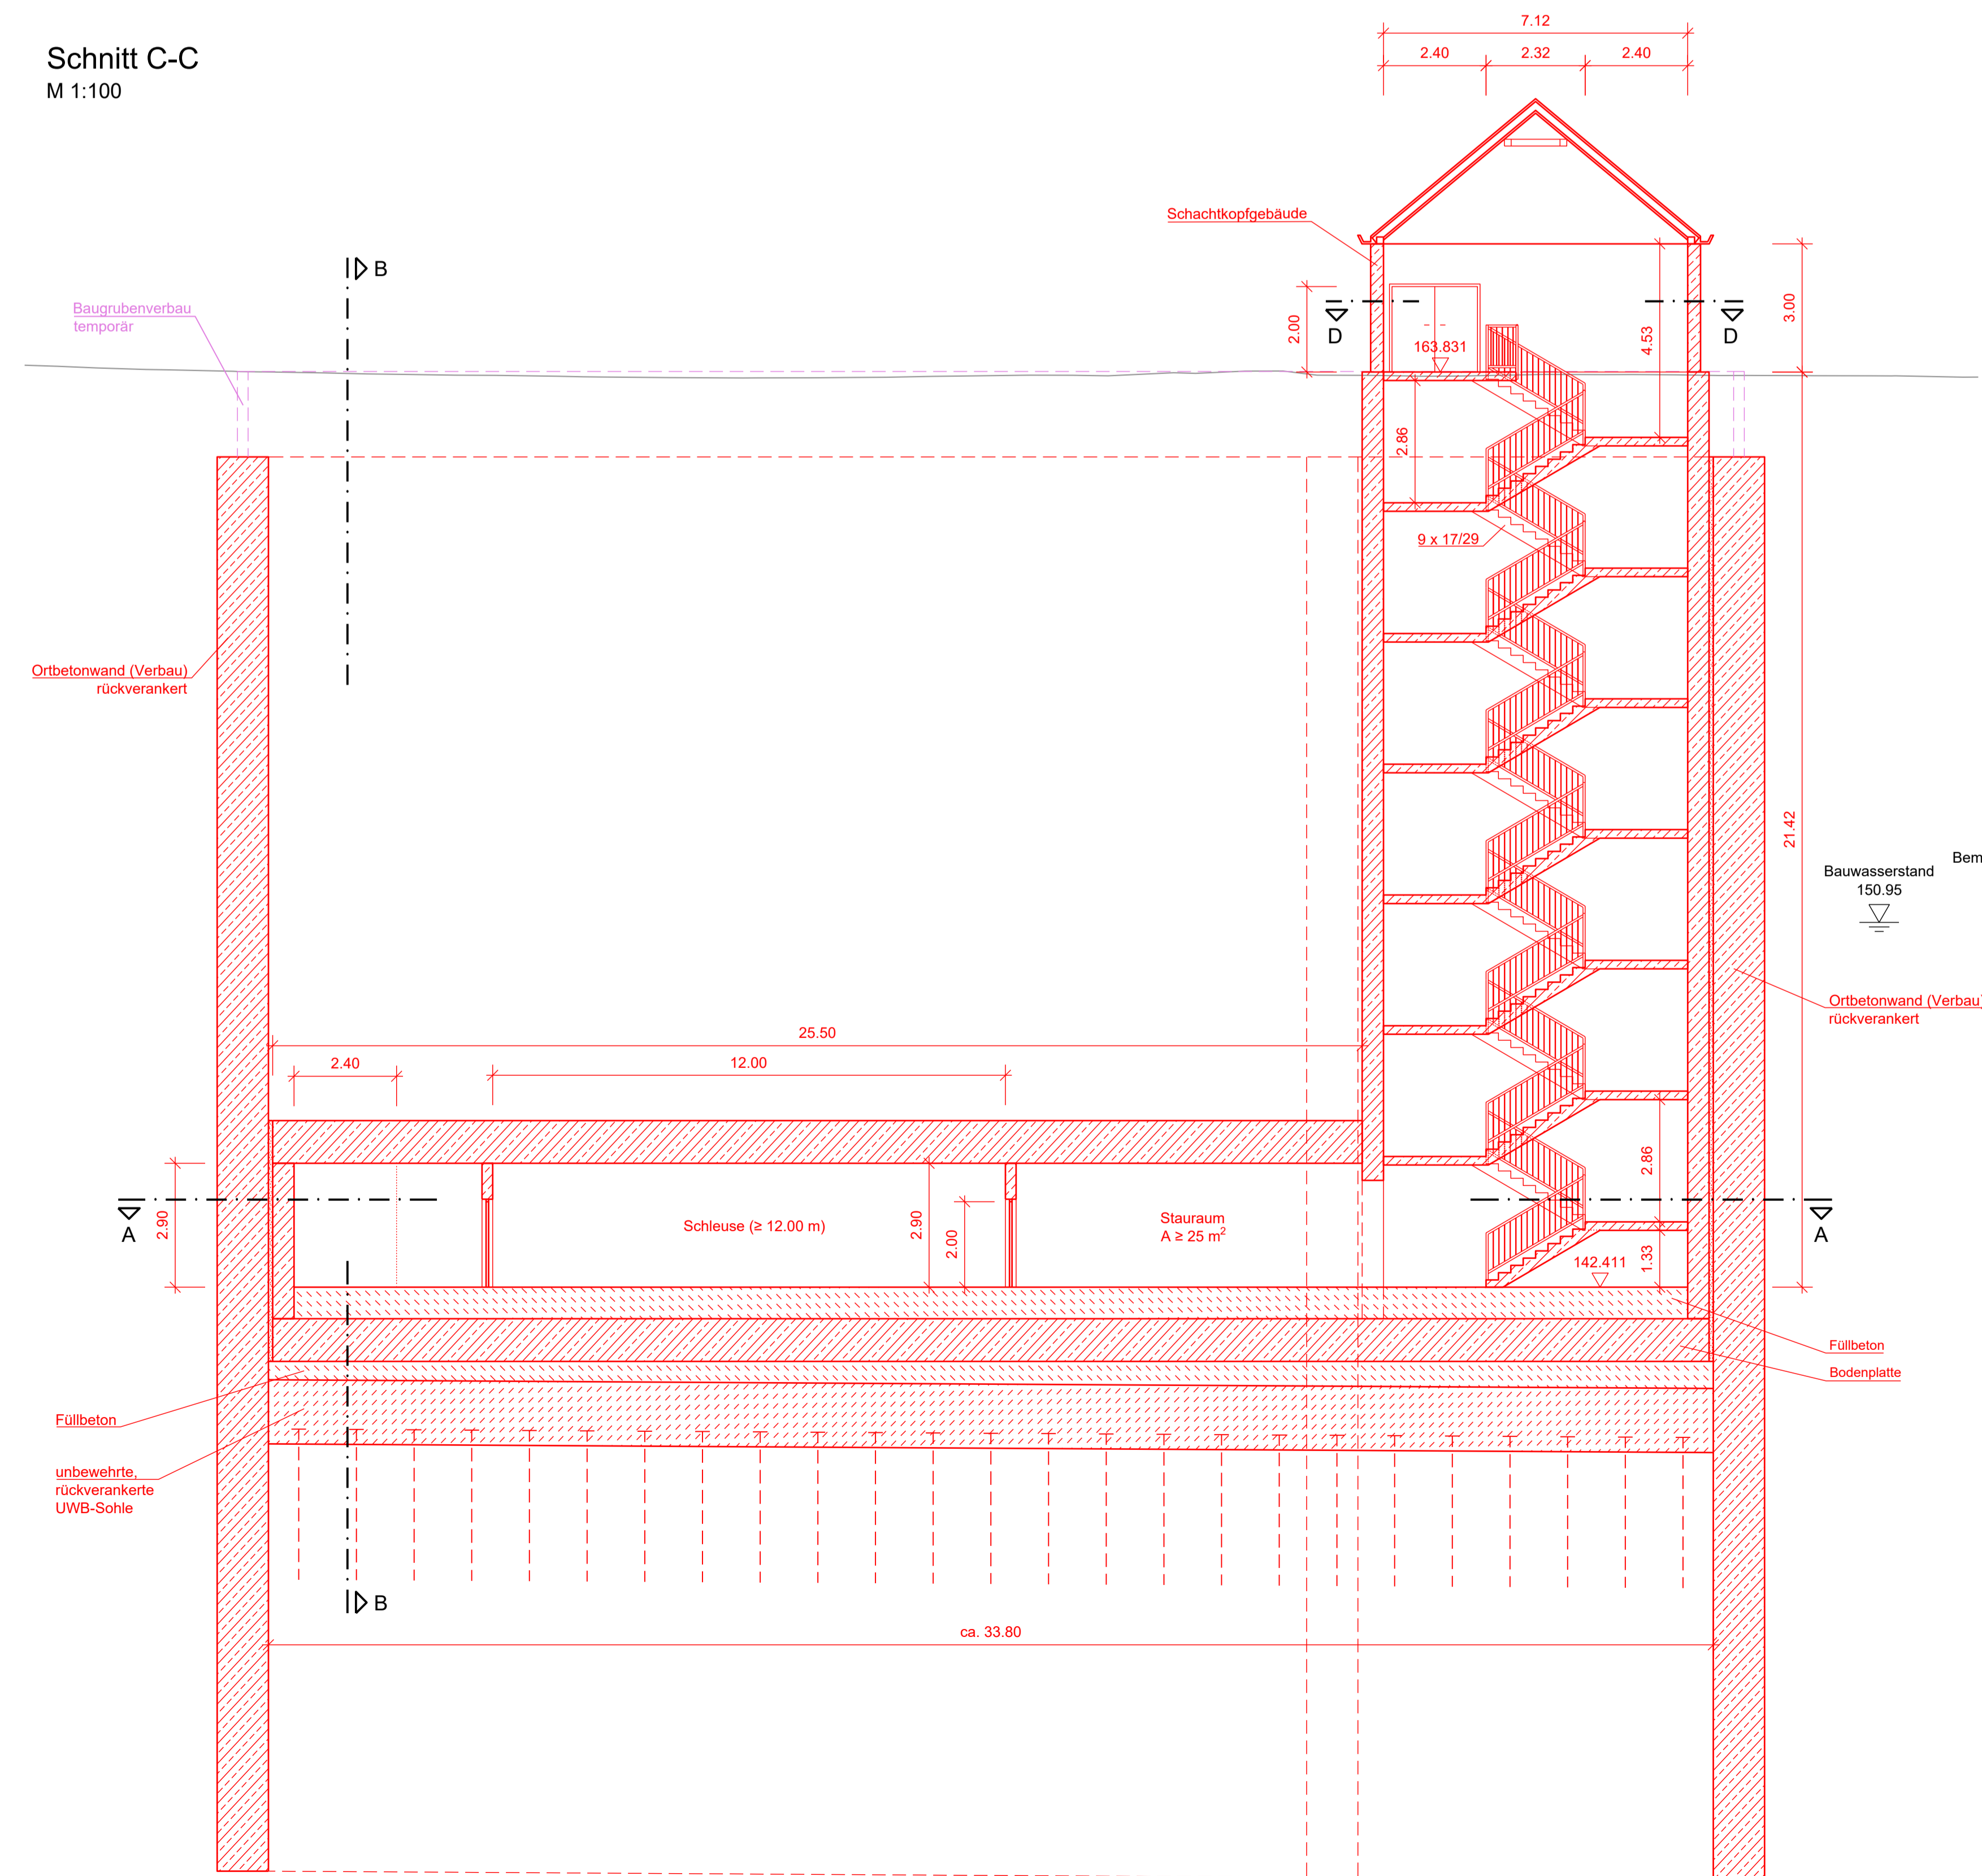 Schnitt C-C
M 1:100
7.12
2.40
2.32
2.40
Schachtkopfgebäude
B
Baugrubenverbau
temporär
2.00
D
163.831
4.53
D
3.00
2.86
9 x 17/29
Ortbetonwand (Verbau)
rückverankert
21.42
Bauwasserstand
150.95
Bem
Ortbetonwand (Verbau)
rückverankert
25.50
2.40
12.00
2.90
A
Schleuse (≥ 12.00 m)
2.90
2.00
Stauraum
A ≥ 25 m²
2.86
A
142.411
1.33
Füllbeton
Bodenplatte
Füllbeton
unbewehrte,
rückverankerte
UWB-Sohle
B
ca. 33.80